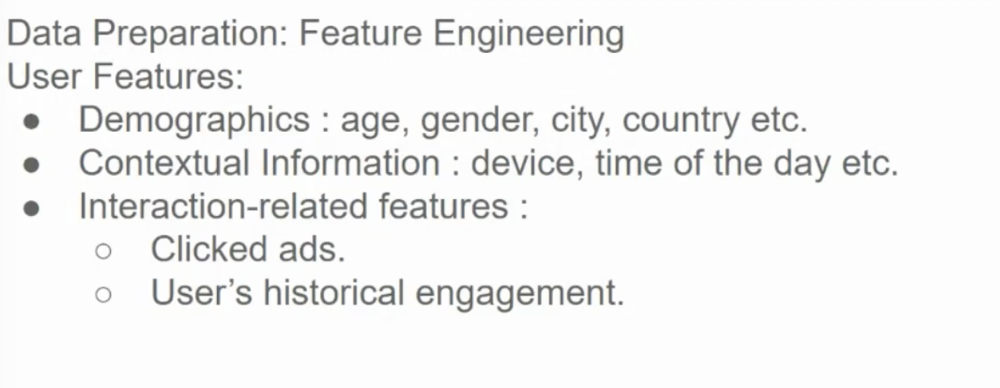 Data Preparation: Feature Engineering
User Features:
● Demographics : age, gender, city, country etc.
● Contextual Information : device, time of the day etc.
● Interaction-related features :
○ Clicked ads.
○ User’s historical engagement.